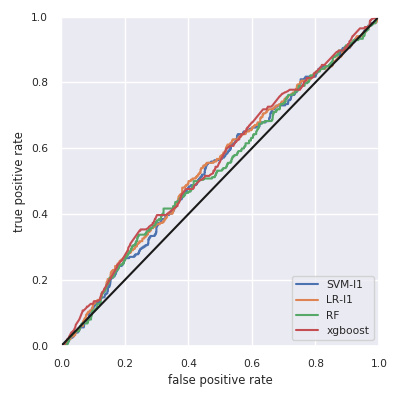 1.0
0.8
0.6
0.4
0.2
0.0
true positive rate
0.0 0.2 0.4 0.6 0.8 1.0
false positive rate
SVM-l1
LR-l1
RF
xgboost